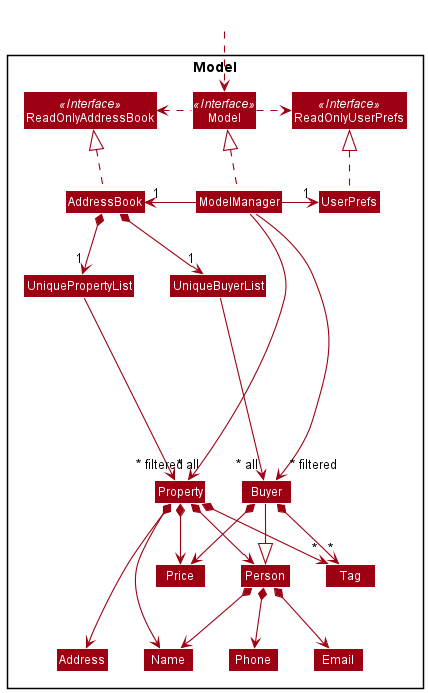 Model
«Interface»
ReadOnlyAddressBook
«Interface»
Model
«Interface»
ReadOnlyUserPrefs
AddressBook
1
ModelManager
1
UserPrefs
1
UniquePropertyList
1
UniqueBuyerList
* filtered
* all
* all
* filtered
Property
Buyer
*
*
Price
Person
Tag
Address
Name
Phone
Email